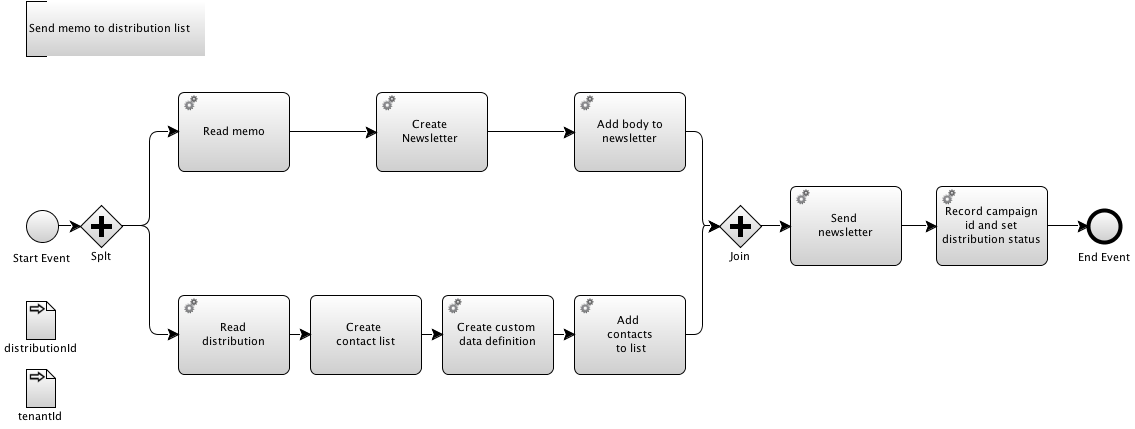 Send memo to distribution list
Read memo
Create
Newsletter
Add body to
newsletter
Start Event
Splt
Join
Send
newsletter
Record campaign
id and set
distribution status
End Event
Read
distribution
Create
contact list
Create custom
data definition
Add
contacts
to list
distributionId
tenantId